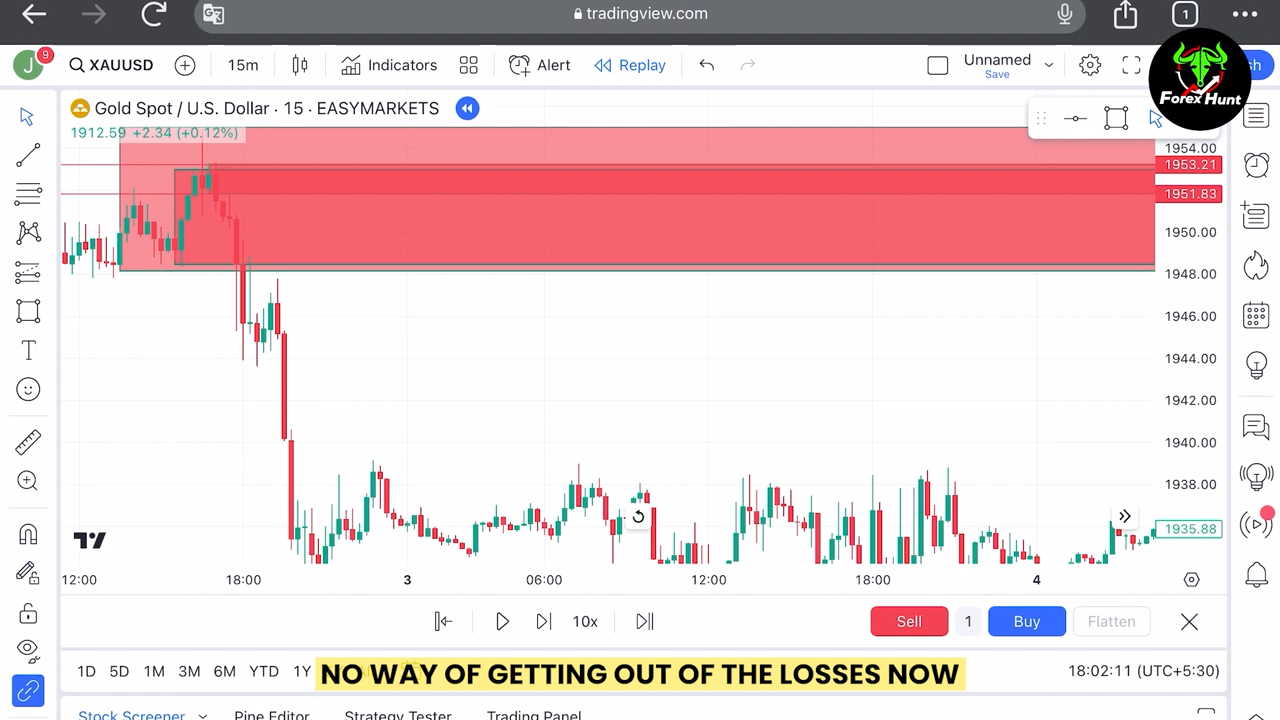 tradingview.com
1
J
9
XAUUSD
15m
Indicators
Alert
Replay
Unnamed
Save
sh
Forex Hunt
Gold Spot / U.S. Dollar · 15 · EASYMARKETS
1912.59 +2.34 (+0.12%)
1954.00
1953.21
1951.83
1950.00
1948.00
1946.00
1944.00
1942.00
1940.00
1938.00
1935.88
12:00
18:00
3
06:00
12:00
18:00
4
10x
Sell
1
Buy
Flatten
1D
5D
1M
3M
6M
YTD
1Y
NO WAY OF GETTING OUT OF THE LOSSES NOW
18:02:11 (UTC+5:30)
Stock Screener
Pine Editor
Strategy Tester
Trading Panel